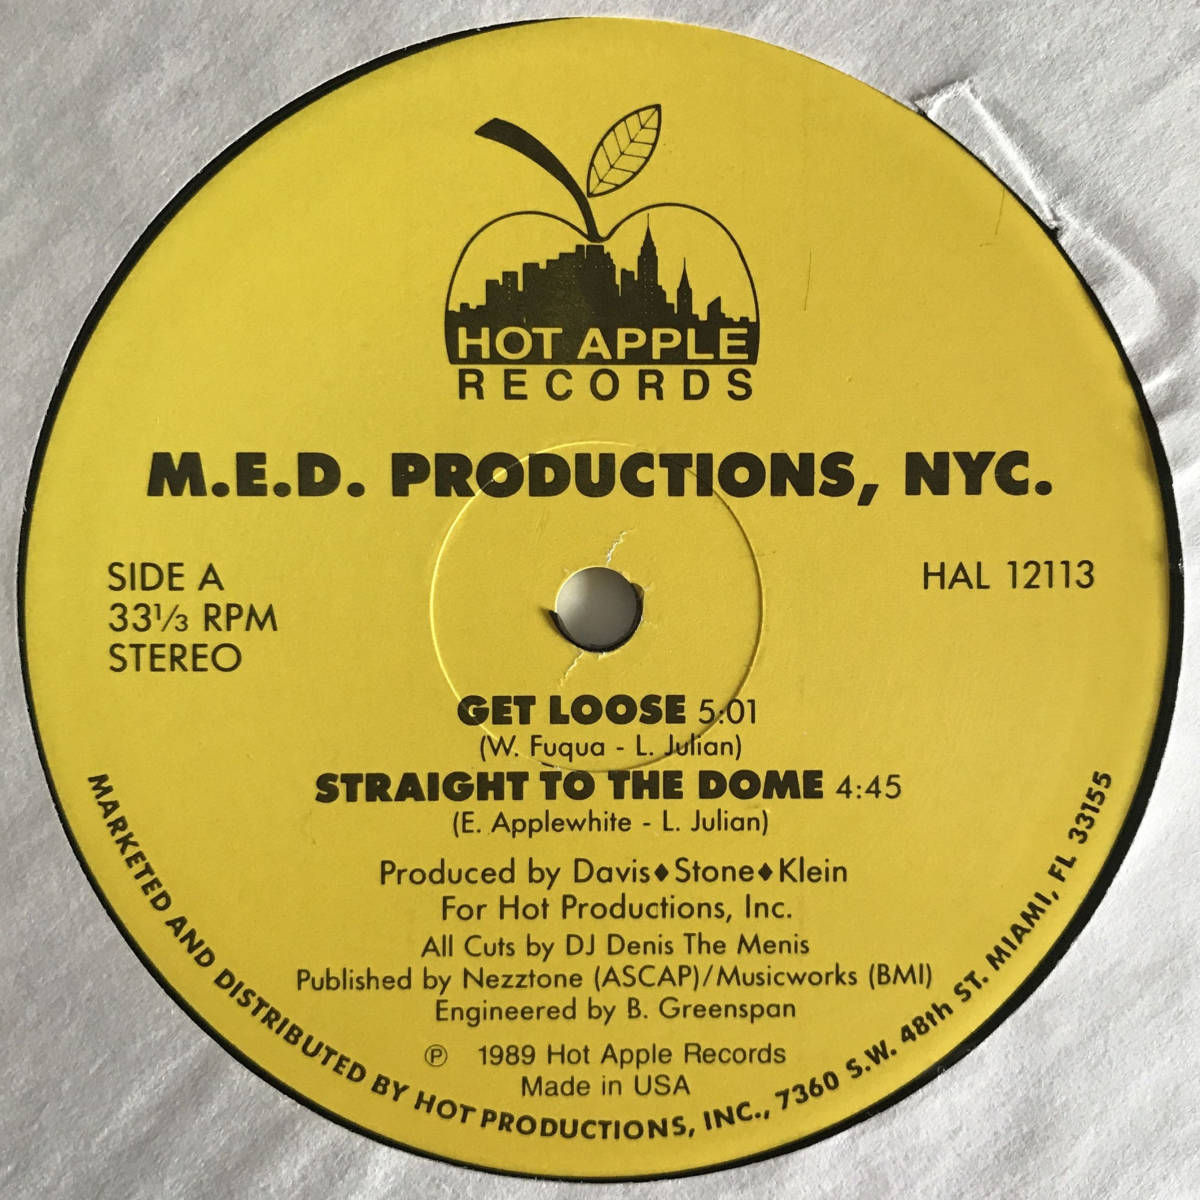 HOT APPLE
RECORDS
M.E.D. PRODUCTIONS, NYC.
SIDE A
33⅓ RPM
STEREO
HAL 12113
GET LOOSE 5:01
(W. Fuqua - L. Julian)
STRAIGHT TO THE DOME 4:45
(E. Applewhite - L. Julian)
Produced by Davis♦Stone♦Klein
For Hot Productions, Inc.
All Cuts by DJ Denis The Menis
Published by Nezztone (ASCAP)/Musicworks (BMI)
Engineered by B. Greenspan
℗ 1989 Hot Apple Records
Made in USA
MARKETED AND DISTRIBUTED BY HOT PRODUCTIONS, INC., 7360 S.W. 48th ST. MIAMI, FL 33155